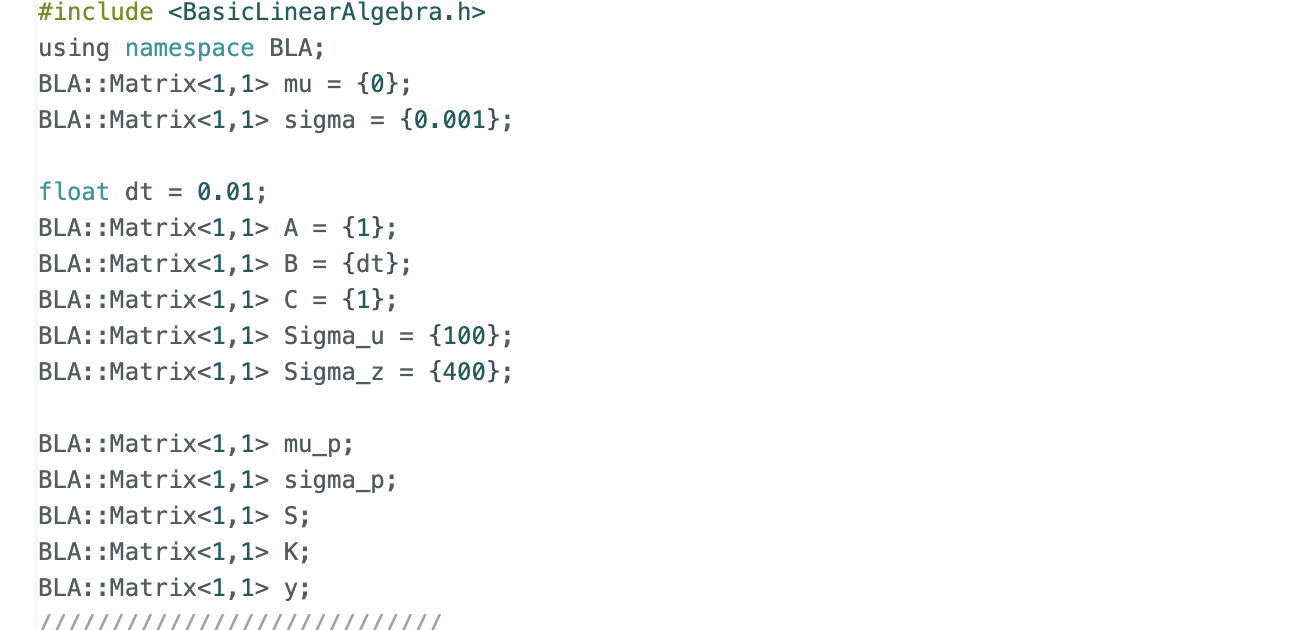 #include <BasicLinearAlgebra.h>
using namespace BLA;
BLA::Matrix<1,1> mu = {0};
BLA::Matrix<1,1> sigma = {0.001};
float dt = 0.01;
BLA::Matrix<1,1> A = {1};
BLA::Matrix<1,1> B = {dt};
BLA::Matrix<1,1> C = {1};
BLA::Matrix<1,1> Sigma_u = {100};
BLA::Matrix<1,1> Sigma_z = {400};
BLA::Matrix<1,1> mu_p;
BLA::Matrix<1,1> sigma_p;
BLA::Matrix<1,1> S;
BLA::Matrix<1,1> K;
BLA::Matrix<1,1> y;
////////////////////////////